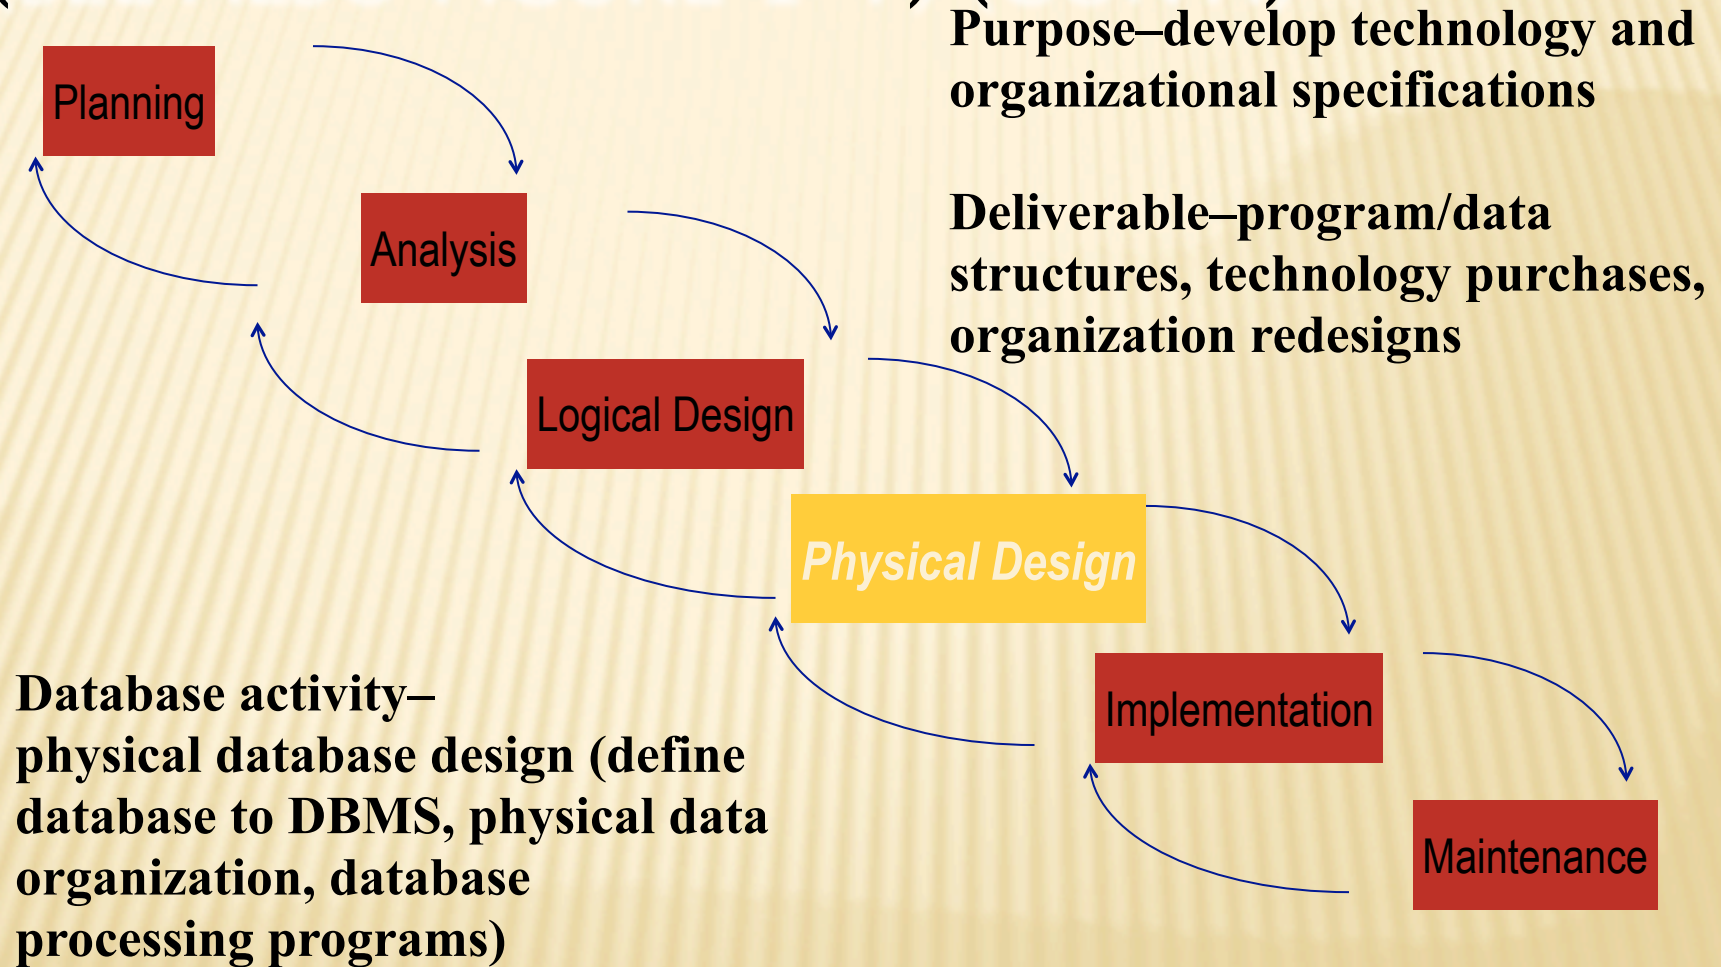 Purpose–develop technology and
organizational specifications
Deliverable–program/data
structures, technology purchases,
organization redesigns
Planning
Analysis
Logical Design
Physical Design
Implementation
Maintenance
Database activity–
physical database design (define
database to DBMS, physical data
organization, database
processing programs)